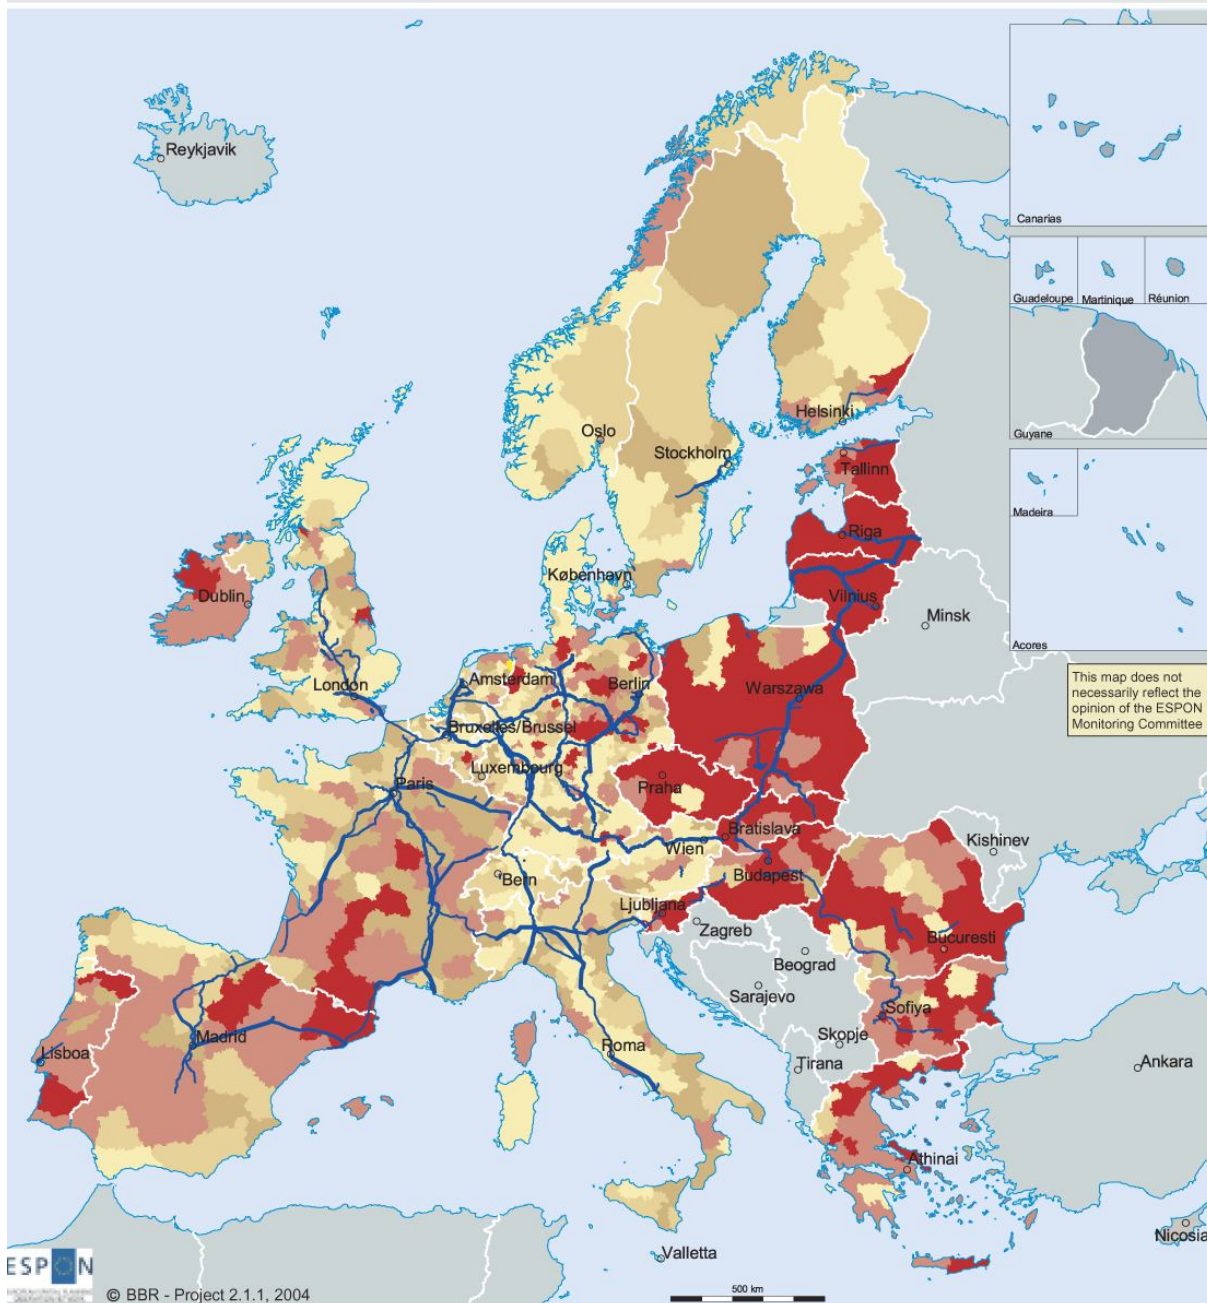 Reykjavik
Canarias
Guadeloupe
Martinique
Réunion
Guyane
Madeira
Acores
This map does not
necessarily reflect the
opinion of the ESPON
Monitoring Committee
Oslo
Helsinki
Stockholm
Tallinn
Riga
København
Dublin
Vilnius
Minsk
London
Amsterdam
Berlin
Warszawa
Bruxelles/Brussel
Luxembourg
Paris
Praha
Bratislava
Kishinev
Wien
Budapest
Bern
Ljubljana
Zagreb
Bucuresti
Beograd
Sarajevo
Sofiya
Skopje
Madrid
Roma
Tirana
Lisboa
Ankara
Athinai
Nicosia
Valletta
ESPON
500 km
© BBR - Project 2.1.1, 2004